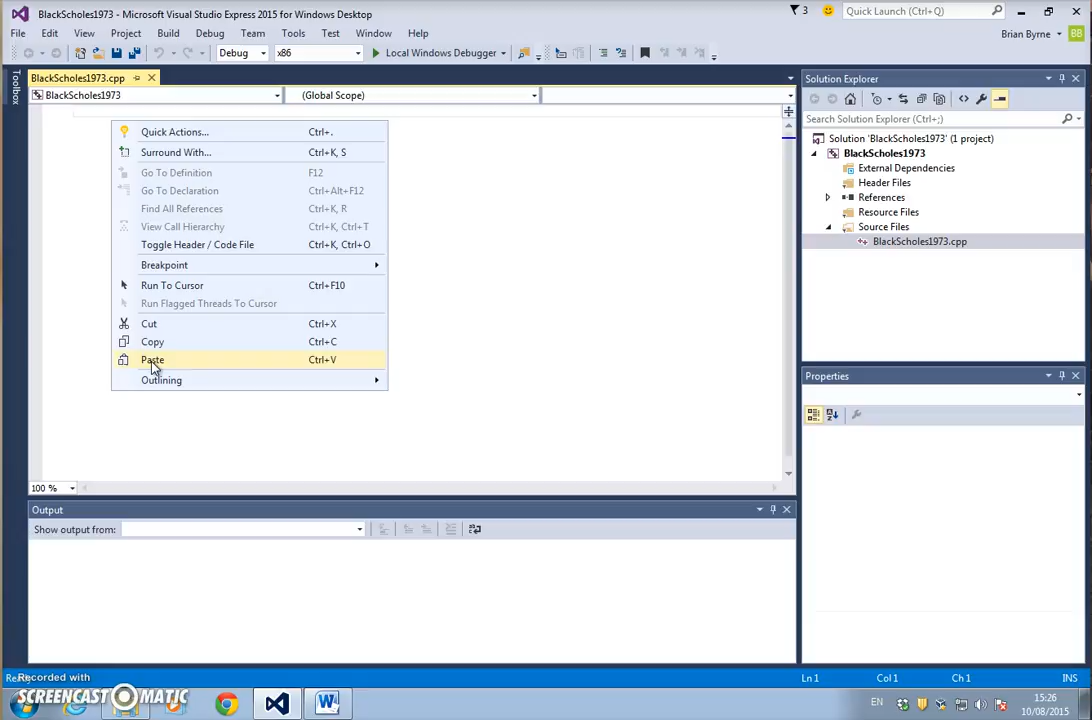 BlackScholes1973 - Microsoft Visual Studio Express 2015 for Windows Desktop
3
Quick Launch (Ctrl+Q)
File Edit View Project Build Debug Team Tools Test Window Help
Brian Byrne
BB
Debug x86 Local Windows Debugger
Toolbox
BlackScholes1973.cpp
BlackScholes1973 (Global Scope)
Quick Actions... Ctrl+.
Surround With... Ctrl+K, S
Go To Definition F12
Go To Declaration Ctrl+Alt+F12
Find All References Ctrl+K, R
View Call Hierarchy Ctrl+K, Ctrl+T
Toggle Header / Code File Ctrl+K, Ctrl+O
Breakpoint
Run To Cursor Ctrl+F10
Run Flagged Threads To Cursor
Cut Ctrl+X
Copy Ctrl+C
Paste Ctrl+V
Outlining
100 %
Output
Show output from:
Solution Explorer
Search Solution Explorer (Ctrl+;)
Solution 'BlackScholes1973' (1 project)
BlackScholes1973
External Dependencies
Header Files
References
Resource Files
Source Files
BlackScholes1973.cpp
Properties
Ln 1 Col 1 Ch 1 INS
Recorded with
SCREENCAST MATIC
EN
15:26
10/08/2015